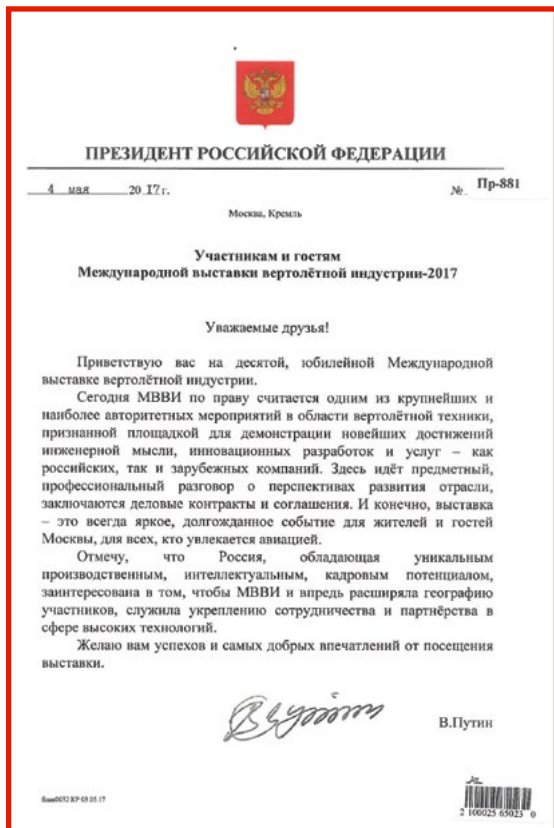 ПРЕЗИДЕНТ РОССИЙСКОЙ ФЕДЕРАЦИИ
4 мая 2017г.
№ Пр-881
Москва, Кремль
Участникам и гостям
Международной выставки вертолётной индустрии-2017
Уважаемые друзья!
Приветствую вас на десятой, юбилейной Международной
выставке вертолётной индустрии.
Сегодня МВВИ по праву считается одним из крупнейших и
наиболее авторитетных мероприятий в области вертолётной техники,
признанной площадкой для демонстрации новейших достижений
инженерной мысли, инновационных разработок и услуг – как
российских, так и зарубежных компаний. Здесь идёт предметный,
профессиональный разговор о перспективах развития отрасли,
заключаются деловые контракты и соглашения. И конечно, выставка
– это всегда яркое, долгожданное событие для жителей и гостей
Москвы, для всех, кто увлекается авиацией.
Отмечу, что Россия, обладающая уникальным
производственным, интеллектуальным, кадровым потенциалом,
заинтересована в том, чтобы МВВИ и впредь расширяла географию
участников, служила укреплению сотрудничества и партнёрства в
сфере высоких технологий.
Желаю вам успехов и самых добрых впечатлений от посещения
выставки.
В.Путин
2 100025 65023 0